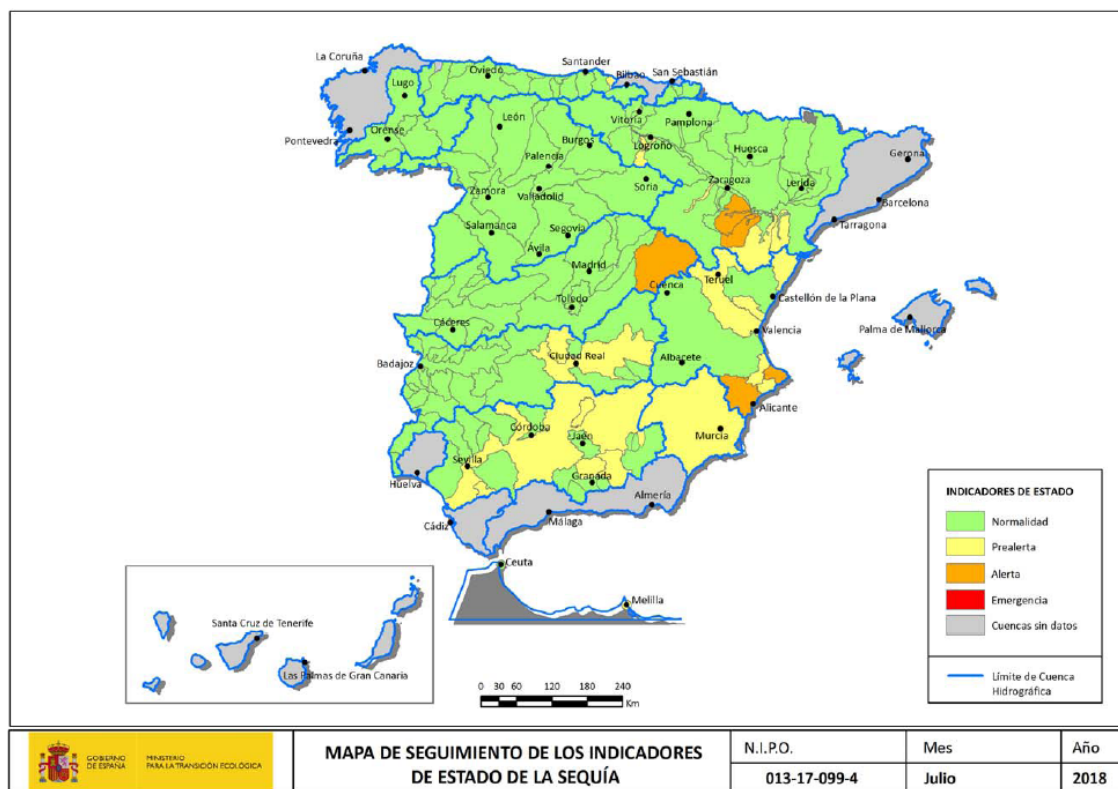 La Coruña
Lugo
Oviedo
Santander
Bilbao
San Sebastián
Pontevedra
Orense
León
Burgos
Vitoria
Pamplona
Logroño
Huesca
Gerona
Palencia
Zamora
Valladolid
Soria
Zaragoza
Lerida
Barcelona
Tarragona
Salamanca
Segovia
Ávila
Madrid
Teruel
Cuenca
Toledo
Castellón de la Plana
Cáceres
Valencia
Palma de Mallorca
Badajoz
Ciudad Real
Albacete
Alicante
Córdoba
Jaén
Murcia
Sevilla
Huelva
Granada
Almería
Cádiz
Málaga
Ceuta
Melilla
Santa Cruz de Tenerife
Las Palmas de Gran Canaria
0 30 60 120 180 240
Km
INDICADORES DE ESTADO
Normalidad
Prealerta
Alerta
Emergencia
Cuencas sin datos
Límite de Cuenca
Hidrográfica
GOBIERNO
DE ESPAÑA
MINISTERIO
PARA LA TRANSICIÓN ECOLÓGICA
MAPA DE SEGUIMIENTO DE LOS INDICADORES
DE ESTADO DE LA SEQUÍA
N.I.P.O.
013-17-099-4
Mes
Julio
Año
2018